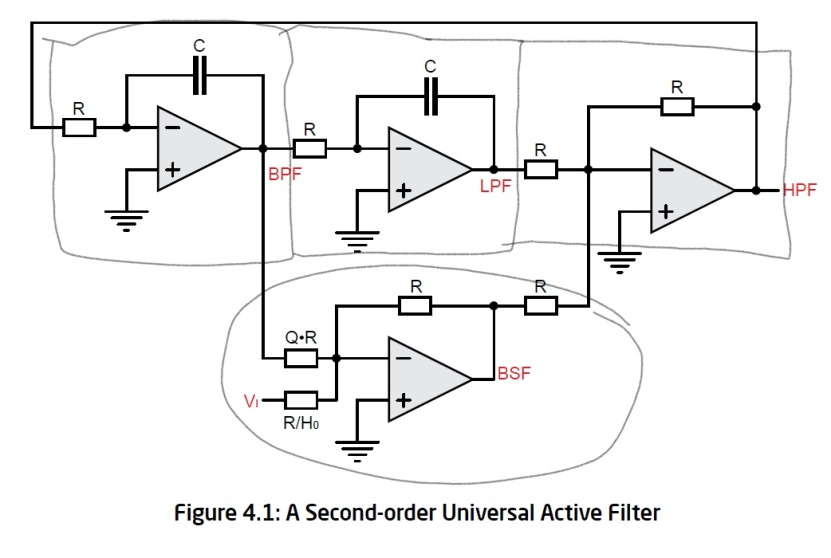 C
C
R
R
R
R
BPF
LPF
HPF
R
R
Q•R
BSF
VI
R/H0
Figure 4.1: A Second-order Universal Active Filter